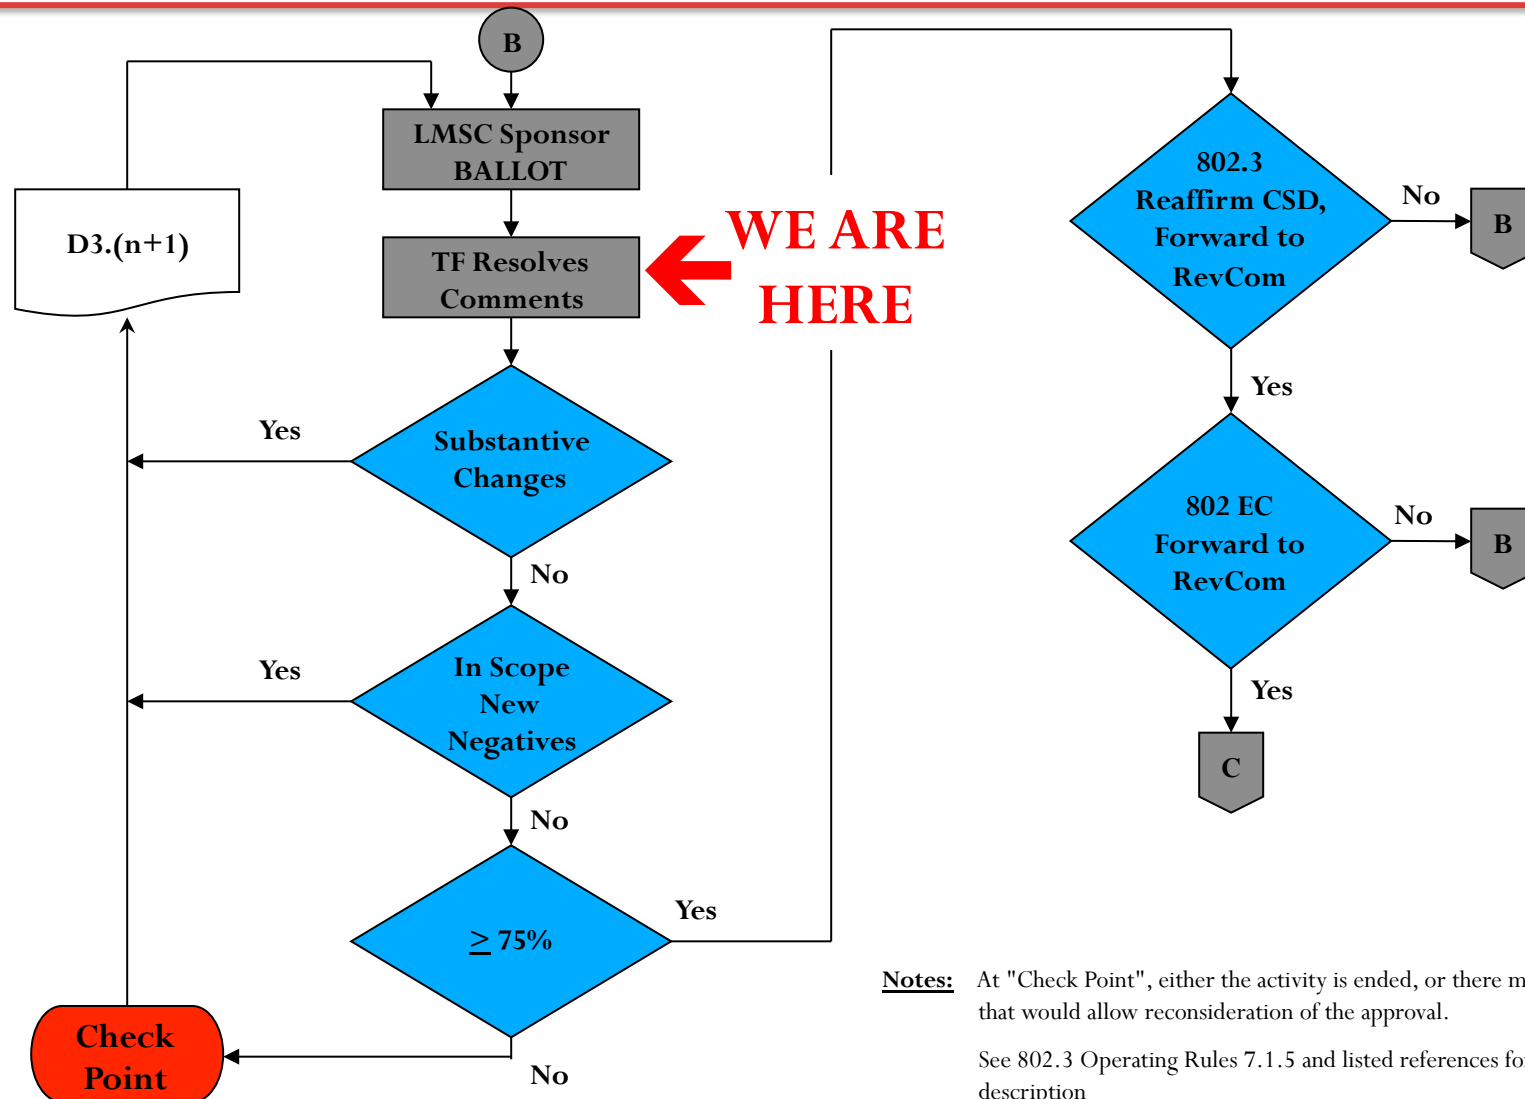 B
LMSC Sponsor
BALLOT
D3.(n+1)
TF Resolves
Comments
WE ARE
HERE
Yes
Substantive
Changes
No
Yes
In Scope
New
Negatives
No
≥ 75%
Yes
No
Check
Point
802.3
Reaffirm CSD,
Forward to
RevCom
No
B
Yes
802 EC
Forward to
RevCom
No
B
Yes
C
Notes: At "Check Point", either the activity is ended, or there
that would allow reconsideration of the approval.
See 802.3 Operating Rules 7.1.5 and listed references
description